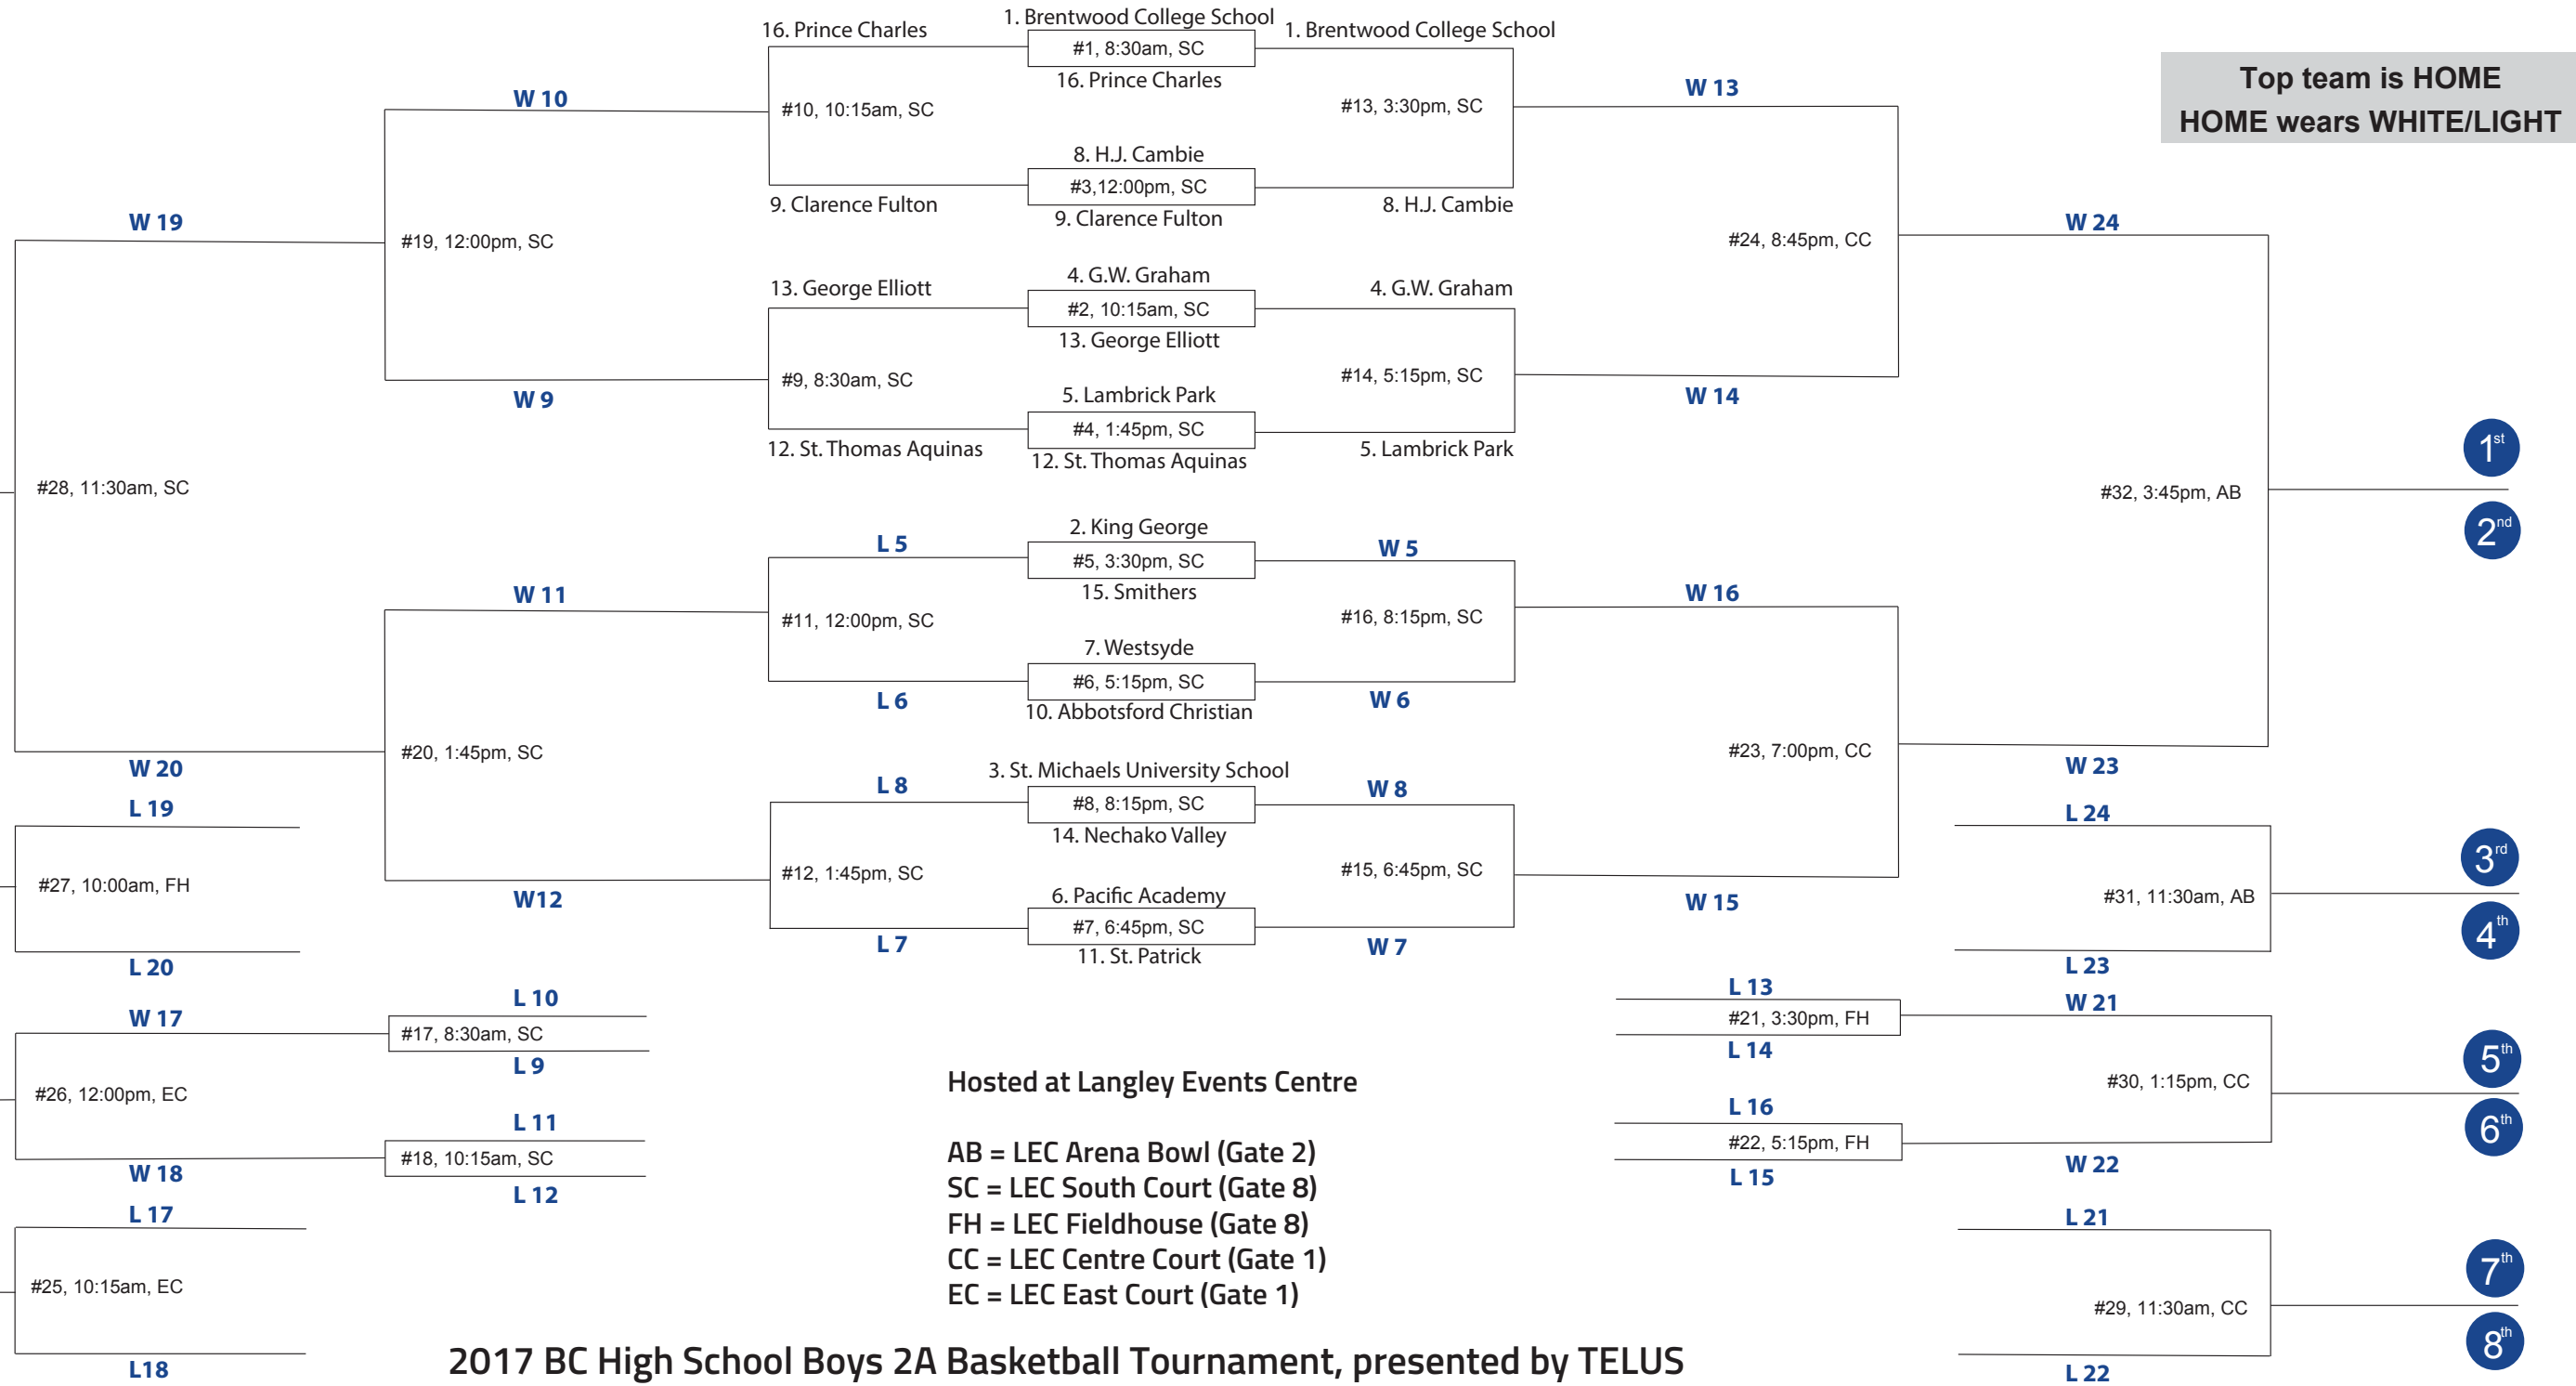 1. Brentwood College School
16. Prince Charles
#1, 8:30am, SC
1. Brentwood College School
16. Prince Charles
Top team is HOME
HOME wears WHITE/LIGHT
W 10
#10, 10:15am, SC
#13, 3:30pm, SC
W 13
8. H.J. Cambie
#3,12:00pm, SC
9. Clarence Fulton
9. Clarence Fulton
8. H.J. Cambie
W 19
#19, 12:00pm, SC
#24, 8:45pm, CC
W 24
13. George Elliott
4. G.W. Graham
#2, 10:15am, SC
13. George Elliott
4. G.W. Graham
W 9
#9, 8:30am, SC
#14, 5:15pm, SC
W 14
5. Lambrick Park
#4, 1:45pm, SC
12. St. Thomas Aquinas
12. St. Thomas Aquinas
5. Lambrick Park
#28, 11:30am, SC
#32, 3:45pm, AB
1st
2nd
L 5
2. King George
#5, 3:30pm, SC
15. Smithers
W 5
W 11
#11, 12:00pm, SC
#16, 8:15pm, SC
W 16
7. Westsyde
#6, 5:15pm, SC
10. Abbotsford Christian
L 6
W 6
W 20
#20, 1:45pm, SC
#23, 7:00pm, CC
W 23
L 8
3. St. Michaels University School
#8, 8:15pm, SC
14. Nechako Valley
W 8
W12
#12, 1:45pm, SC
#15, 6:45pm, SC
W 15
6. Pacific Academy
#7, 6:45pm, SC
11. St. Patrick
L 7
W 7
L 19
#27, 10:00am, FH
L 20
L 24
#31, 11:30am, AB
L 23
3rd
4th
W 17
L 10
#17, 8:30am, SC
L 9
#26, 12:00pm, EC
L 11
#18, 10:15am, SC
L 12
W 18
L 13
#21, 3:30pm, FH
L 14
W 21
#30, 1:15pm, CC
L 16
#22, 5:15pm, FH
L 15
W 22
5th
6th
L 17
#25, 10:15am, EC
L18
L 21
#29, 11:30am, CC
L 22
7th
8th
Hosted at Langley Events Centre
AB = LEC Arena Bowl (Gate 2)
SC = LEC South Court (Gate 8)
FH = LEC Fieldhouse (Gate 8)
CC = LEC Centre Court (Gate 1)
EC = LEC East Court (Gate 1)
2017 BC High School Boys 2A Basketball Tournament, presented by TELUS